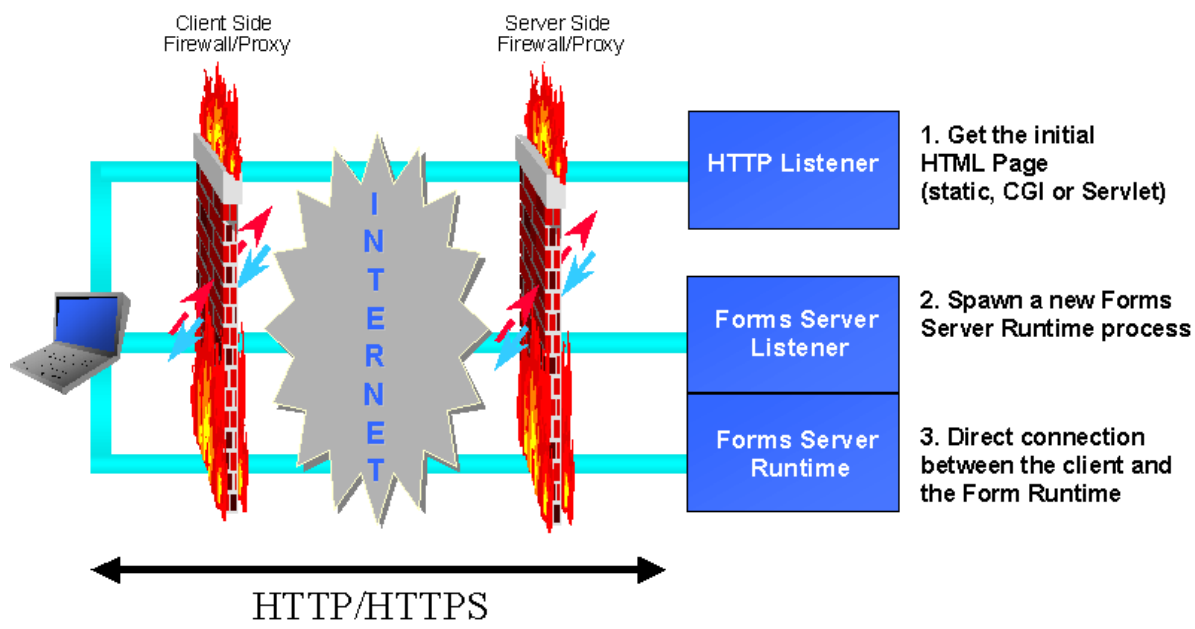 Client Side
Firewall/Proxy
Server Side
Firewall/Proxy
INTERNET
HTTP Listener
1. Get the initial
HTML Page
(static, CGI or Servlet)
Forms Server
Listener
2. Spawn a new Forms
Server Runtime process
Forms Server
Runtime
3. Direct connection
between the client and
the Form Runtime
HTTP/HTTPS